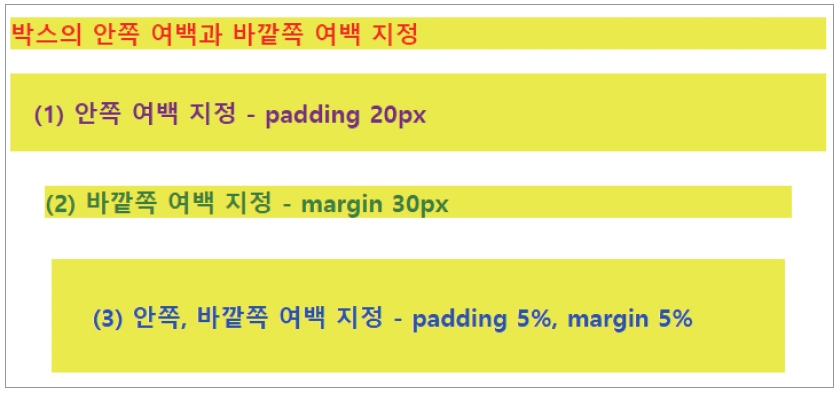 박스의 안쪽 여백과 바깥쪽 여백 지정
(1) 안쪽 여백 지정 - padding 20px
(2) 바깥쪽 여백 지정 - margin 30px
(3) 안쪽, 바깥쪽 여백 지정 - padding 5%, margin 5%